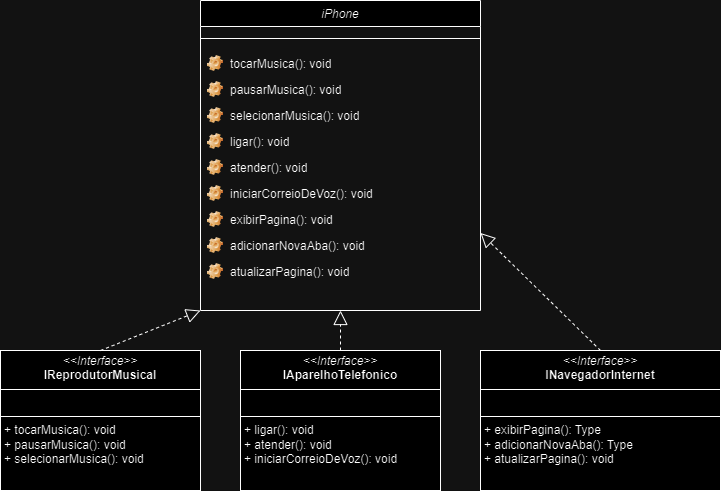 iPhone
tocarMusica(): void
pausarMusica(): void
selecionarMusica(): void
ligar(): void
atender(): void
iniciarCorreioDeVoz(): void
exibirPagina(): void
adicionarNovaAba(): void
atualizarPagina(): void
<<Interface>>
IReprodutorMusical
+ tocarMusica(): void
+ pausarMusica(): void
+ selecionarMusica(): void
<<Interface>>
IAparelhoTelefonico
+ ligar(): void
+ atender(): void
+ iniciarCorreioDeVoz(): void
<<Interface>>
INavegadorInternet
+ exibirPagina(): Type
+ adicionarNovaAba(): Type
+ atualizarPagina(): void